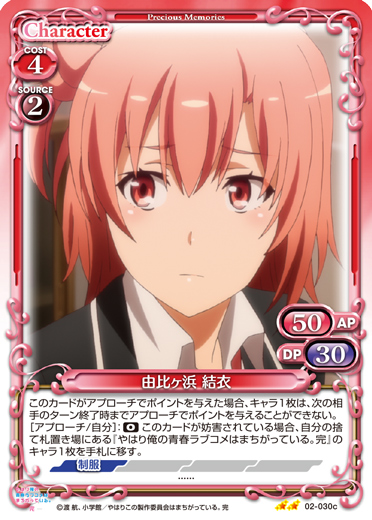 Precious Memories
Character
COST
4
SOURCE
2
50 AP
DP 30
由比ヶ浜 結衣
このカードがアプローチでポイントを与えた場合、キャラ1枚は、次の相
手のターン終了時までアプローチでポイントを与えることができない。
[アプローチ/自分]:0 このカードが妨害されている場合、自分の捨
て札置き場にある『やはり俺の青春ラブコメはまちがっている。完』の
キャラ1枚を手札に移す。
制服
……
©渡 航、小学館/やはりこの製作委員会はまちがっている。完
02-030c